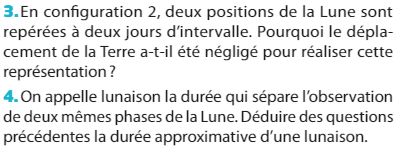 3. En configuration 2, deux positions de la Lune sont
repérées à deux jours d'intervalle. Pourquoi le dépla-
cement de la Terre a-t-il été négligé pour réaliser cette
représentation ?
4. On appelle lunaison la durée qui sépare l'observation
de deux mêmes phases de la Lune. Déduire des questions
précédentes la durée approximative d'une lunaison.